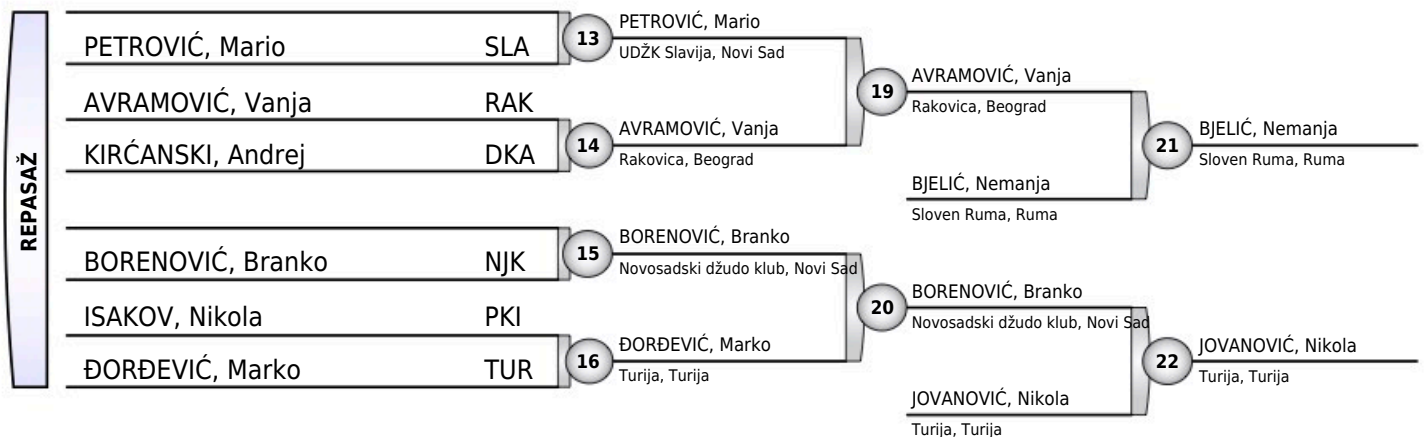 REPASAŽ
PETROVIĆ, Mario SLA
AVRAMOVIĆ, Vanja RAK
KIRĆANSKI, Andrej DKA
BORENOVIĆ, Branko NJK
ISAKOV, Nikola PKI
ĐORĐEVIĆ, Marko TUR
13
PETROVIĆ, Mario
UDŽK Slavija, Novi Sad
14
AVRAMOVIĆ, Vanja
Rakovica, Beograd
15
BORENOVIĆ, Branko
Novosadski džudo klub, Novi Sad
16
ĐORĐEVIĆ, Marko
Turija, Turija
19
AVRAMOVIĆ, Vanja
Rakovica, Beograd
BJELIĆ, Nemanja
Sloven Ruma, Ruma
20
BORENOVIĆ, Branko
Novosadski džudo klub, Novi Sad
JOVANOVIĆ, Nikola
Turija, Turija
21
BJELIĆ, Nemanja
Sloven Ruma, Ruma
22
JOVANOVIĆ, Nikola
Turija, Turija